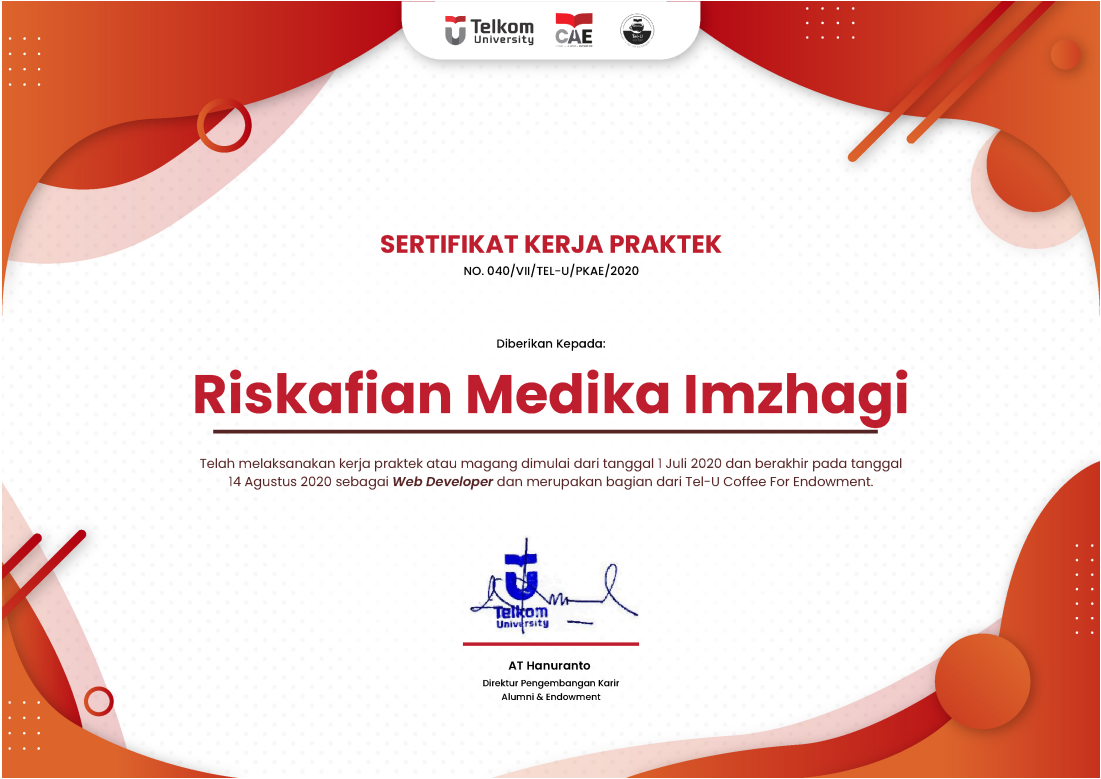 Telkom
University
CAE
Tel-U
SERTIFIKAT KERJA PRAKTEK
NO. 040/VII/TEL-U/PKAE/2020
Diberikan Kepada:
Riskafian Medika Imzhagi
Telah melaksanakan kerja praktek atau magang dimulai dari tanggal 1 Juli 2020 dan berakhir pada tanggal
14 Agustus 2020 sebagai Web Developer dan merupakan bagian dari Tel-U Coffee For Endowment.
Telkom
University
AT Hanuranto
Direktur Pengembangan Karir
Alumni & Endowment